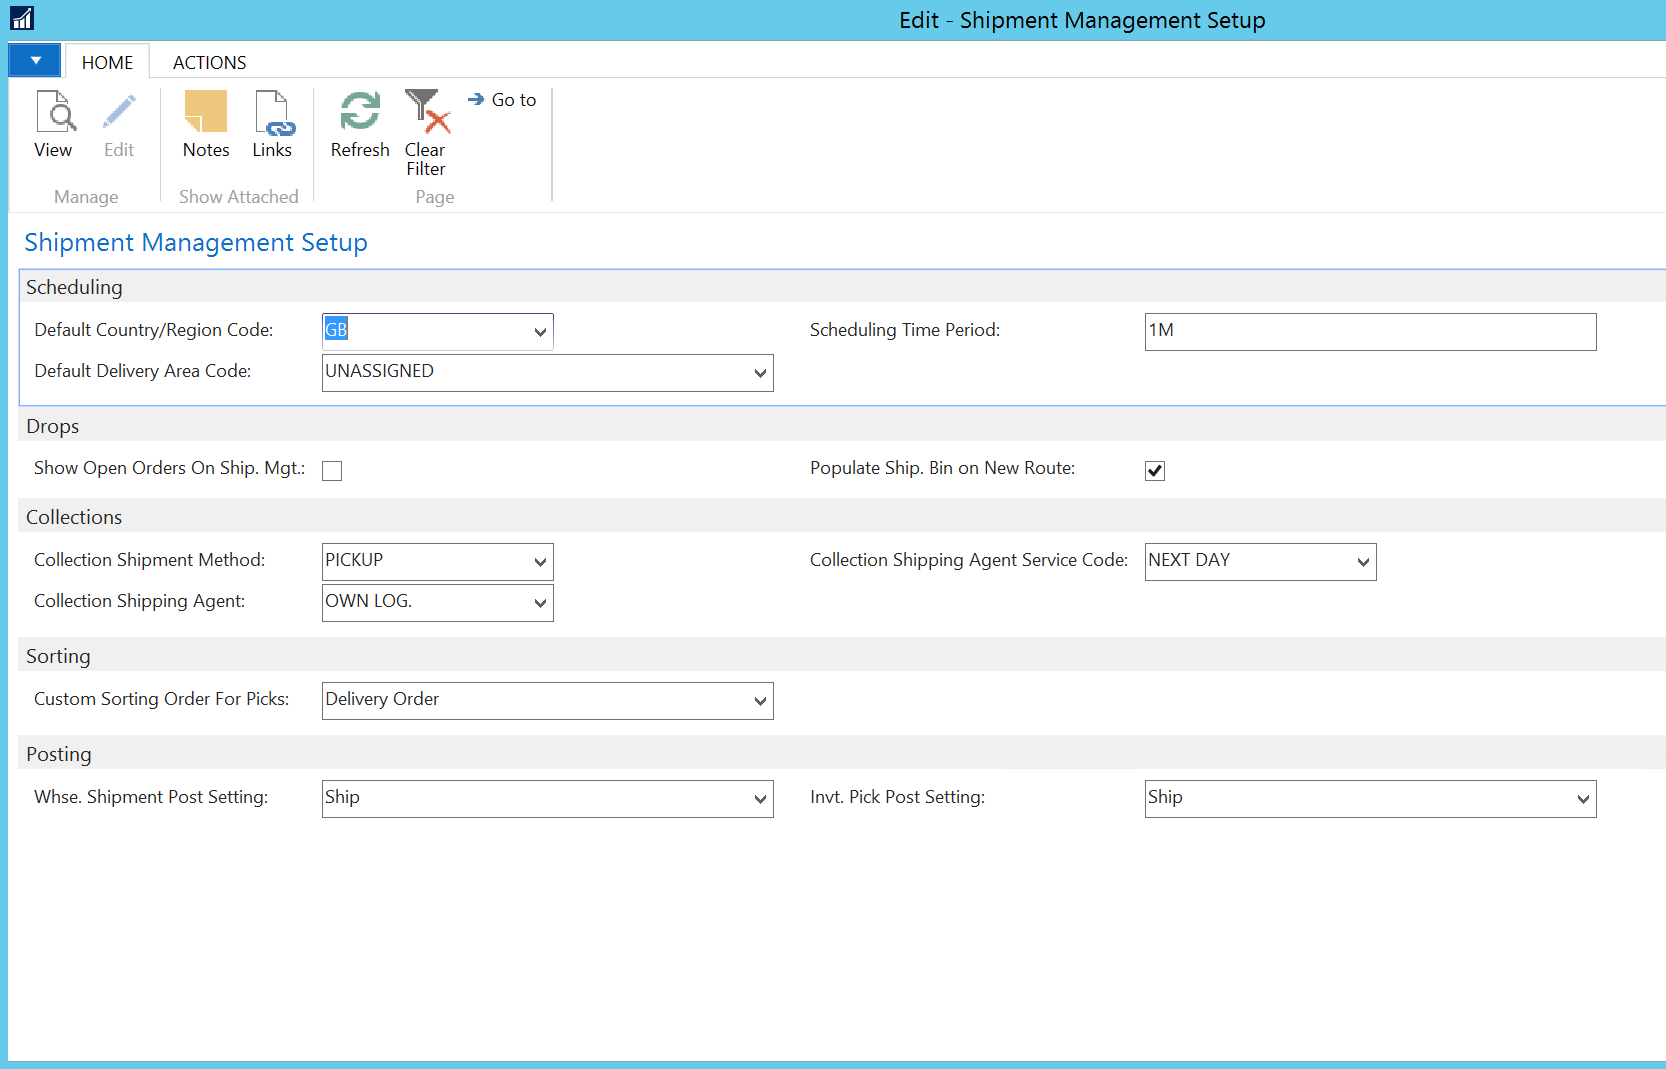 Edit - Shipment Management Setup
HOME ACTIONS
View Edit Notes Links Refresh Clear Filter Go to
Manage Show Attached Page
Shipment Management Setup
Scheduling
Default Country/Region Code: GB Scheduling Time Period: 1M
Default Delivery Area Code: UNASSIGNED
Drops
Show Open Orders On Ship. Mgt.: Populate Ship. Bin on New Route:
Collections
Collection Shipment Method: PICKUP Collection Shipping Agent Service Code: NEXT DAY
Collection Shipping Agent: OWN LOG.
Sorting
Custom Sorting Order For Picks: Delivery Order
Posting
Whse. Shipment Post Setting: Ship Invt. Pick Post Setting: Ship